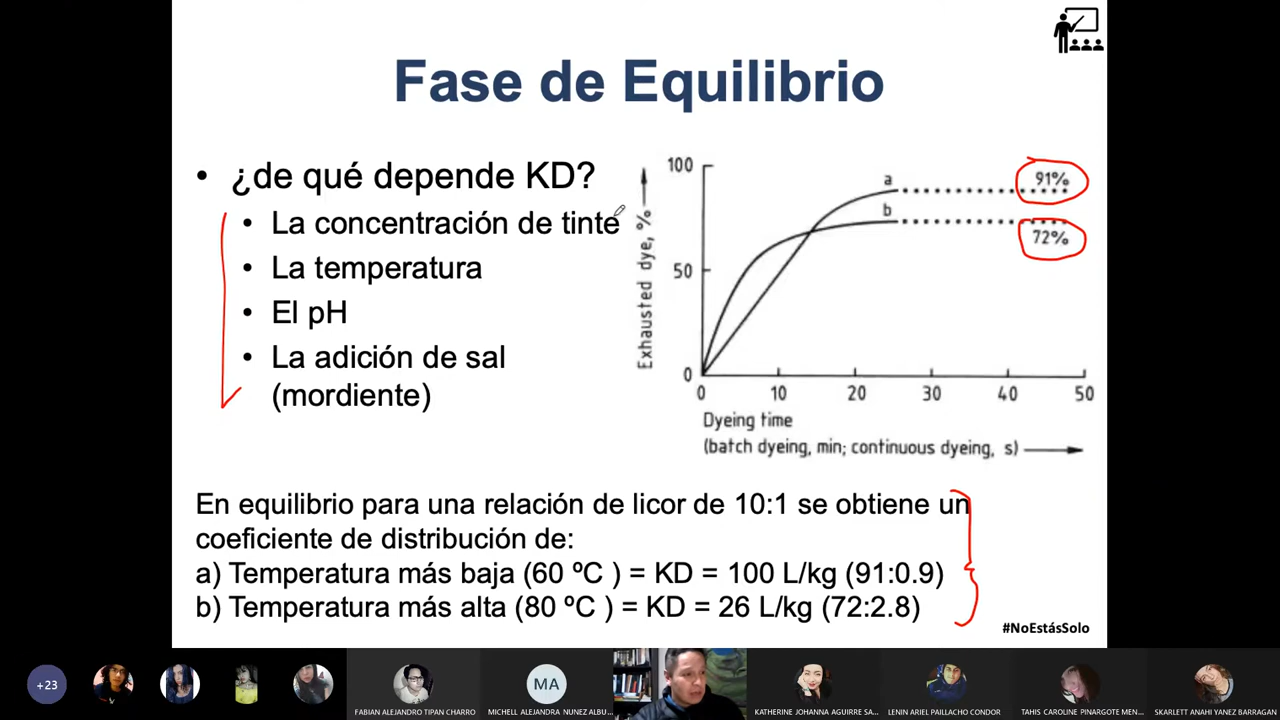 Fase de Equilibrio
• ¿de qué depende KD?
• La concentración de tinte
• La temperatura
• El pH
• La adición de sal
(mordiente)
Exhausted dye, %
100
50
0
a
b
91%
72%
0 10 20 30 40 50
Dyeing time
(batch dyeing, min; continuous dyeing, s)
En equilibrio para una relación de licor de 10:1 se obtiene un
coeficiente de distribución de:
a) Temperatura más baja (60 ºC ) = KD = 100 L/kg (91:0.9)
b) Temperatura más alta (80 ºC ) = KD = 26 L/kg (72:2.8)
#NoEstásSolo
+23
MA
FABIAN ALEJANDRO TIPAN CHARRO
MICHELL ALEJANDRA NUNEZ ALBU...
KATHERINE JOHANNA AGUIRRE SA...
LENIN ARIEL PAILLACHO CONDOR
TAHIS CAROLINE PINARGOTE MEN...
SKARLETT ANAHI YANEZ BARRAGAN